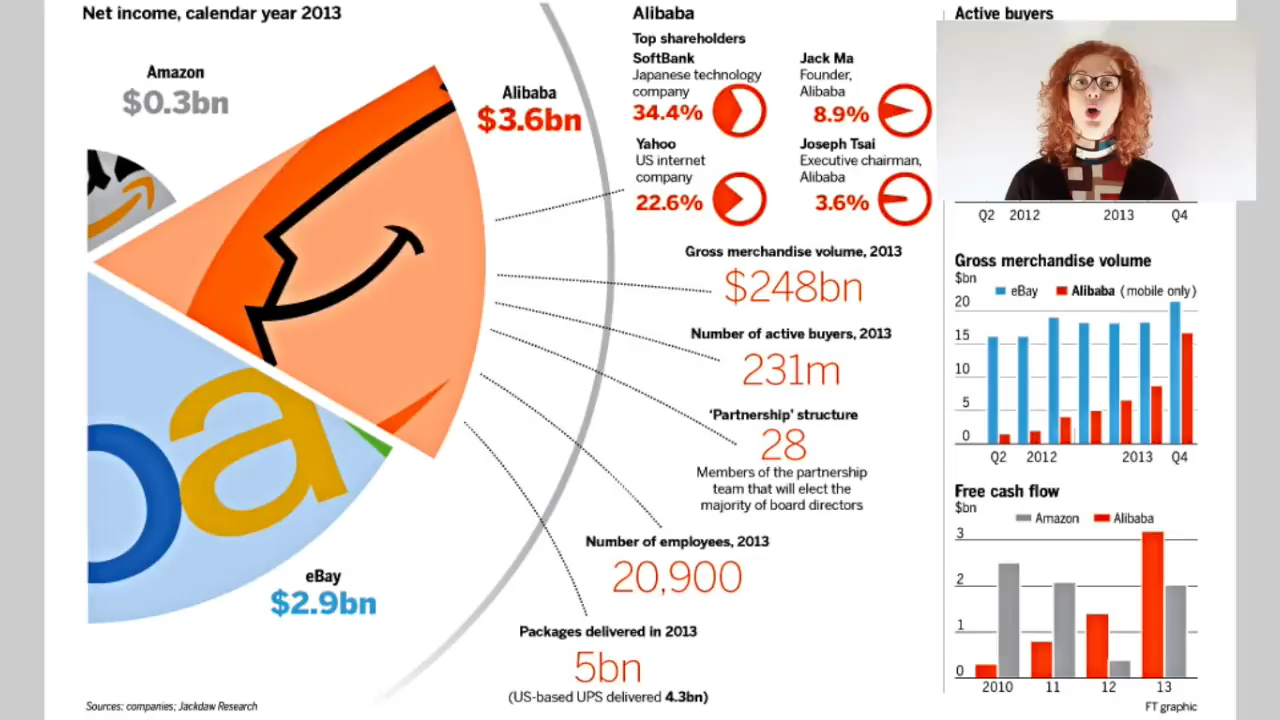 Net income, calendar year 2013
Amazon
$0.3bn
Alibaba
$3.6bn
eBay
$2.9bn
ba
Sources: companies; Jackdaw Research
Alibaba
Top shareholders
SoftBank
Japanese technology
company
34.4%
Jack Ma
Founder,
Alibaba
8.9%
Yahoo
US internet
company
22.6%
Joseph Tsai
Executive chairman,
Alibaba
3.6%
Gross merchandise volume, 2013
$248bn
Number of active buyers, 2013
231m
‘Partnership’ structure
28
Members of the partnership
team that will elect the
majority of board directors
Number of employees, 2013
20,900
Packages delivered in 2013
5bn
(US-based UPS delivered 4.3bn)
Active buyers
Q2 2012 2013 Q4
Gross merchandise volume
$bn
eBay Alibaba (mobile only)
20
15
10
5
0
Q2 2012 2013 Q4
Free cash flow
$bn
Amazon Alibaba
3
2
1
0
2010 11 12 13
FT graphic